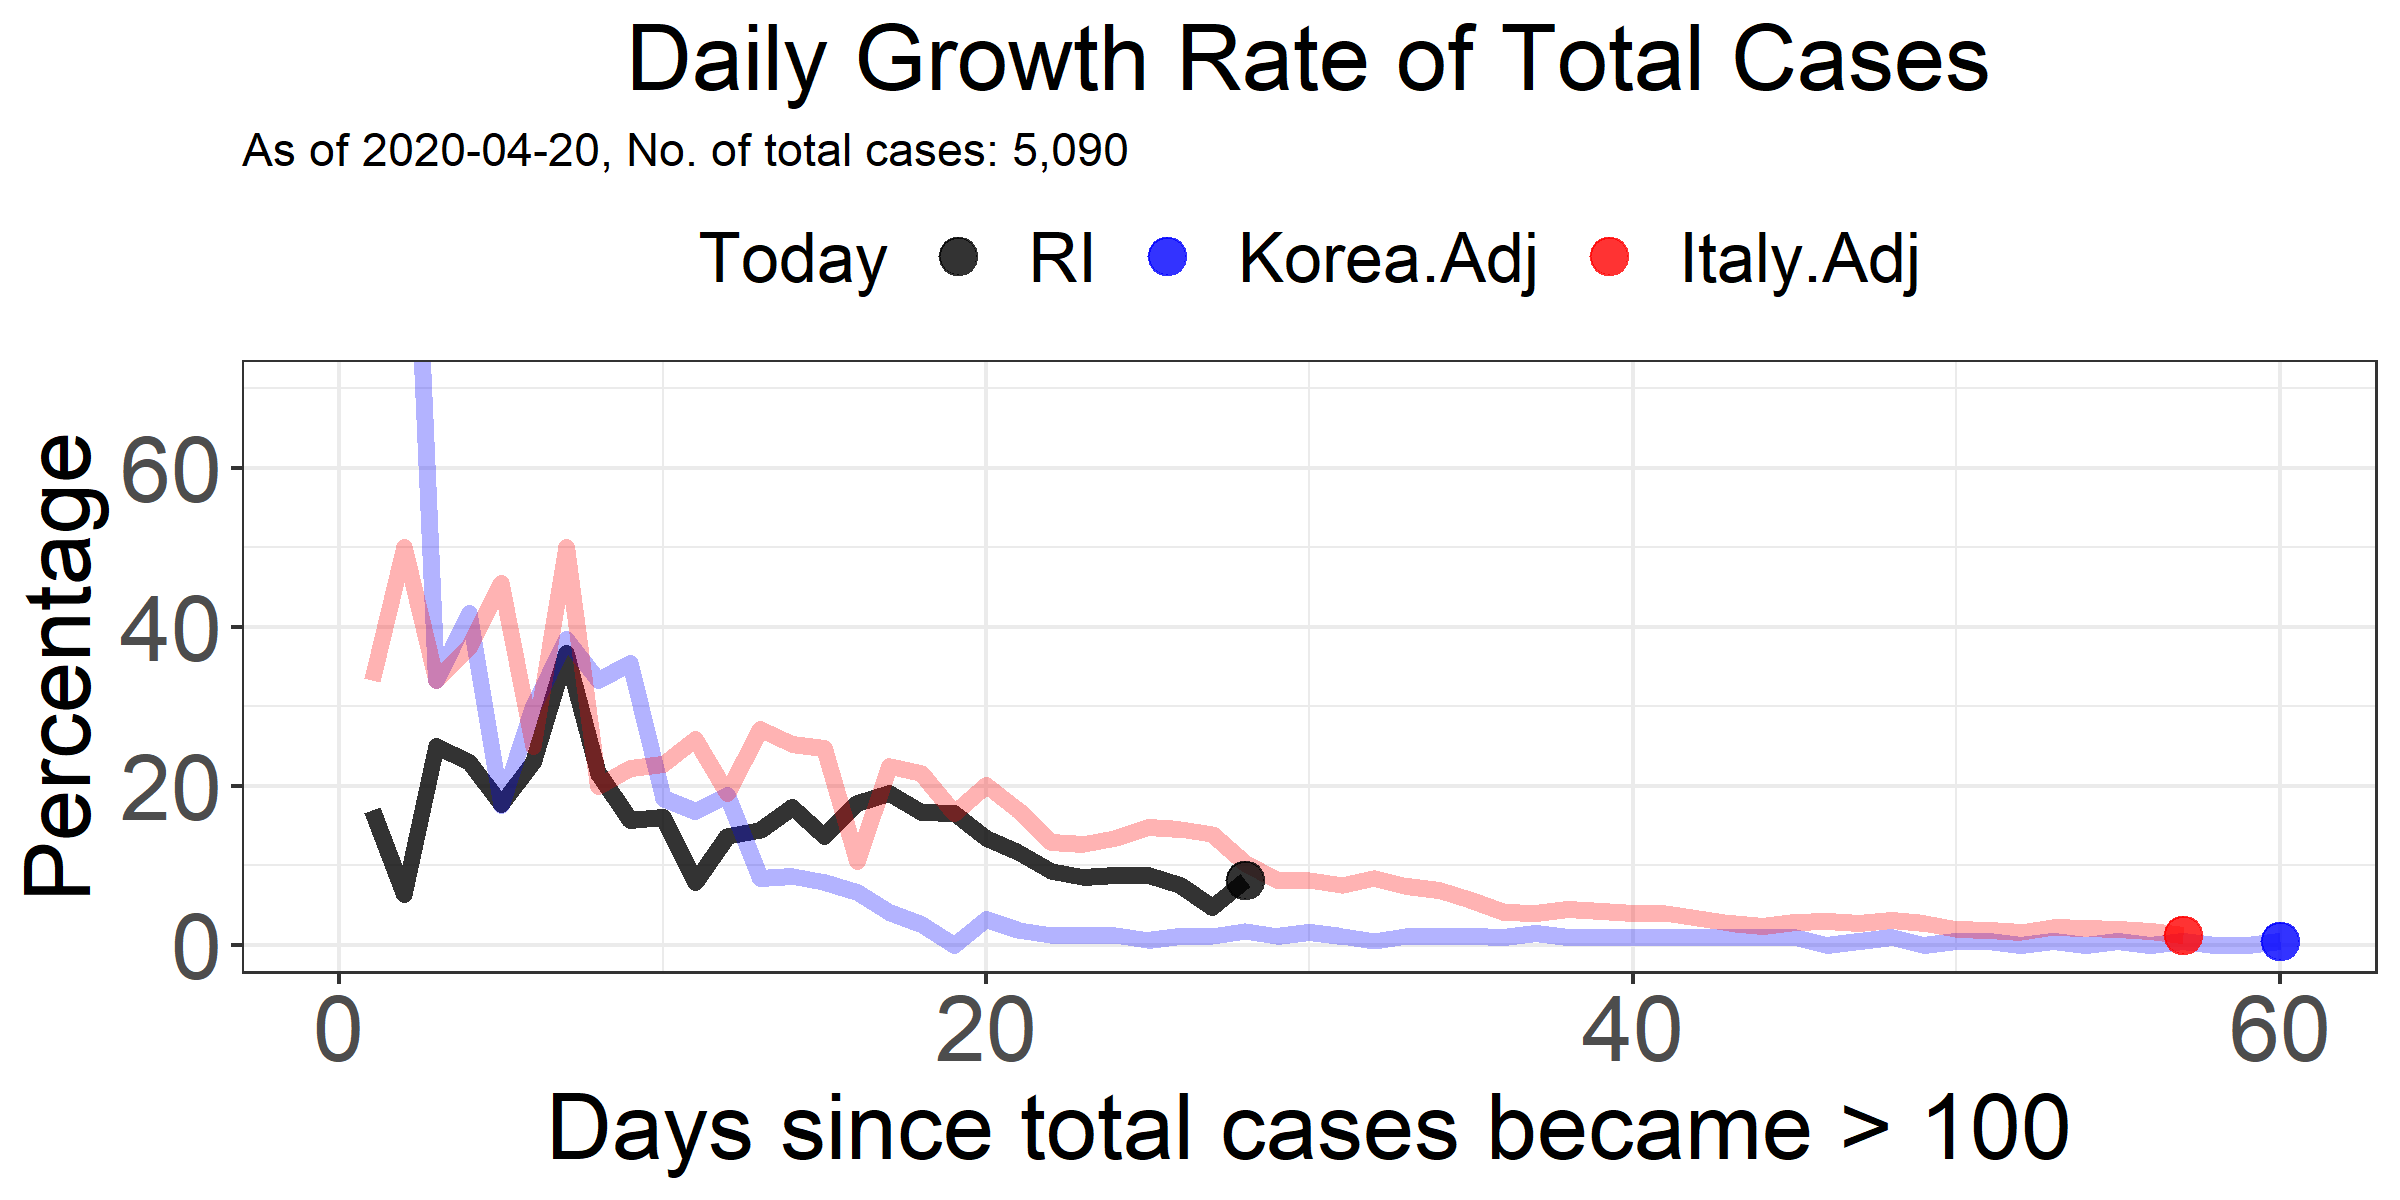 Daily Growth Rate of Total Cases
As of 2020-04-20, No. of total cases: 5,090
Today RI Korea.Adj Italy.Adj
Percentage
60
40
20
0
0 20 40 60
Days since total cases became > 100